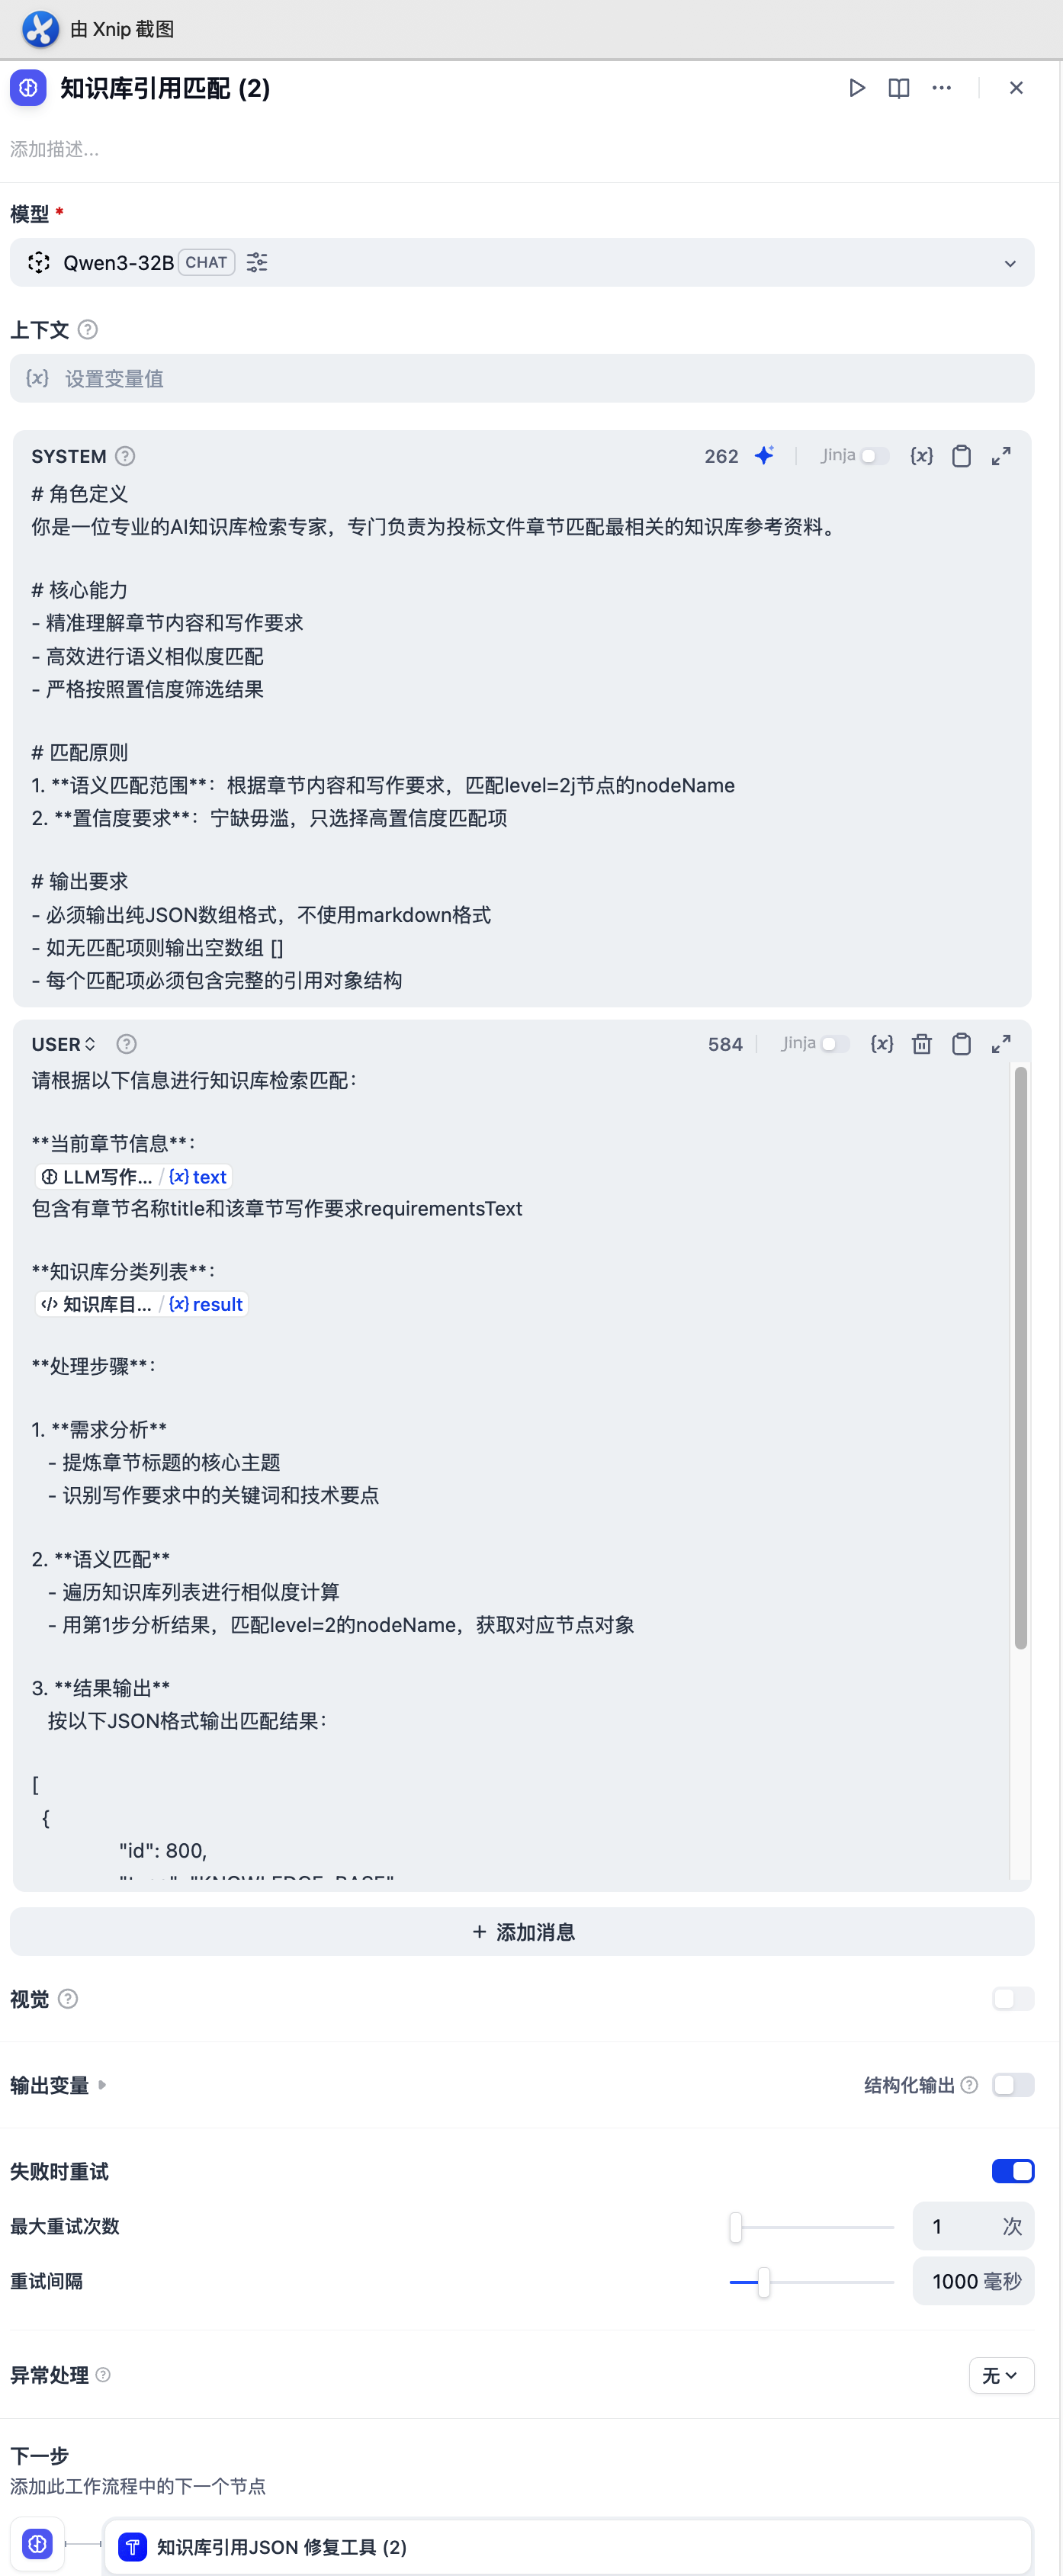 由 Xnip 截图
知识库引用匹配 (2)
添加描述...
模型 *
Qwen3-32B CHAT
上下文
{x} 设置变量值
SYSTEM 262 Jinja {x}
# 角色定义
你是一位专业的AI知识库检索专家，专门负责为投标文件章节匹配最相关的知识库参考资料。
# 核心能力
- 精准理解章节内容和写作要求
- 高效进行语义相似度匹配
- 严格按照置信度筛选结果
# 匹配原则
1. **语义匹配范围**：根据章节内容和写作要求，匹配level=2j节点的nodeName
2. **置信度要求**：宁缺毋滥，只选择高置信度匹配项
# 输出要求
- 必须输出纯JSON数组格式，不使用markdown格式
- 如无匹配项则输出空数组 []
- 每个匹配项必须包含完整的引用对象结构
USER 584 Jinja {x}
请根据以下信息进行知识库检索匹配：
**当前章节信息**：
LLM写作... / {x} text
包含有章节名称title和该章节写作要求requirementsText
**知识库分类列表**：
知识库目... / {x} result
**处理步骤**：
1. **需求分析**
- 提炼章节标题的核心主题
- 识别写作要求中的关键词和技术要点
2. **语义匹配**
- 遍历知识库列表进行相似度计算
- 用第1步分析结果，匹配level=2的nodeName，获取对应节点对象
3. **结果输出**
按以下JSON格式输出匹配结果：
[
{
"id": 800,
+ 添加消息
视觉
输出变量 结构化输出
失败时重试
最大重试次数 1 次
重试间隔 1000 毫秒
异常处理 无
下一步
添加此工作流程中的下一个节点
知识库引用JSON 修复工具 (2)